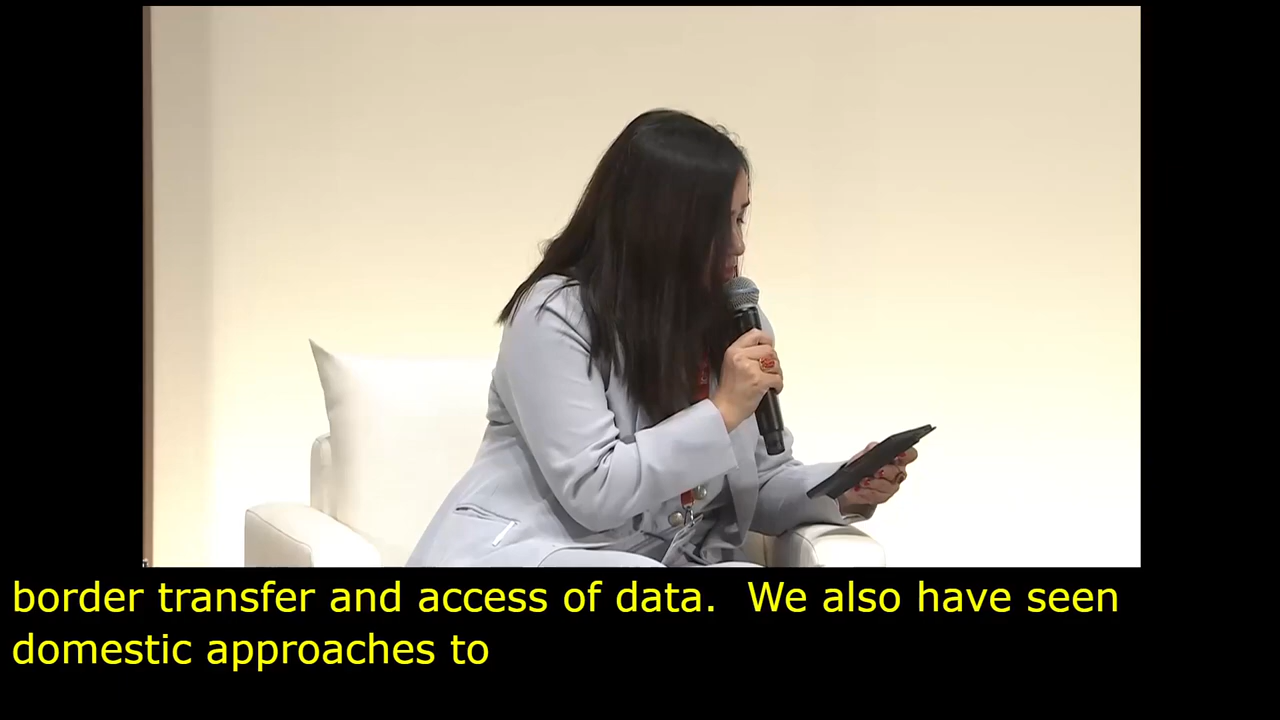 border transfer and access of data.  We also have seen
domestic approaches to